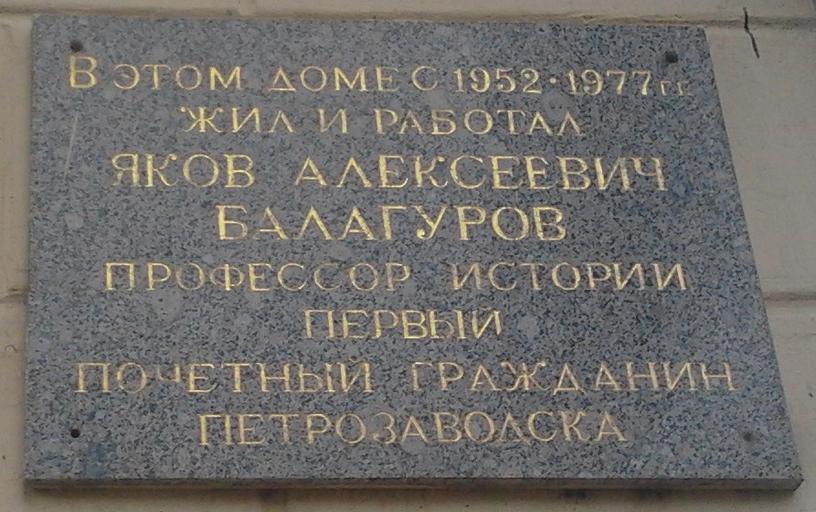 В ЭТОМ ДОМЕ С 1952·1977 гг.
ЖИЛ И РАБОТАЛ
ЯКОВ АЛЕКСЕЕВИЧ
БАЛАГУРОВ
ПРОФЕССОР ИСТОРИИ
ПЕРВЫЙ
ПОЧЕТНЫЙ ГРАЖДАНИН
ПЕТРОЗАВОДСКА